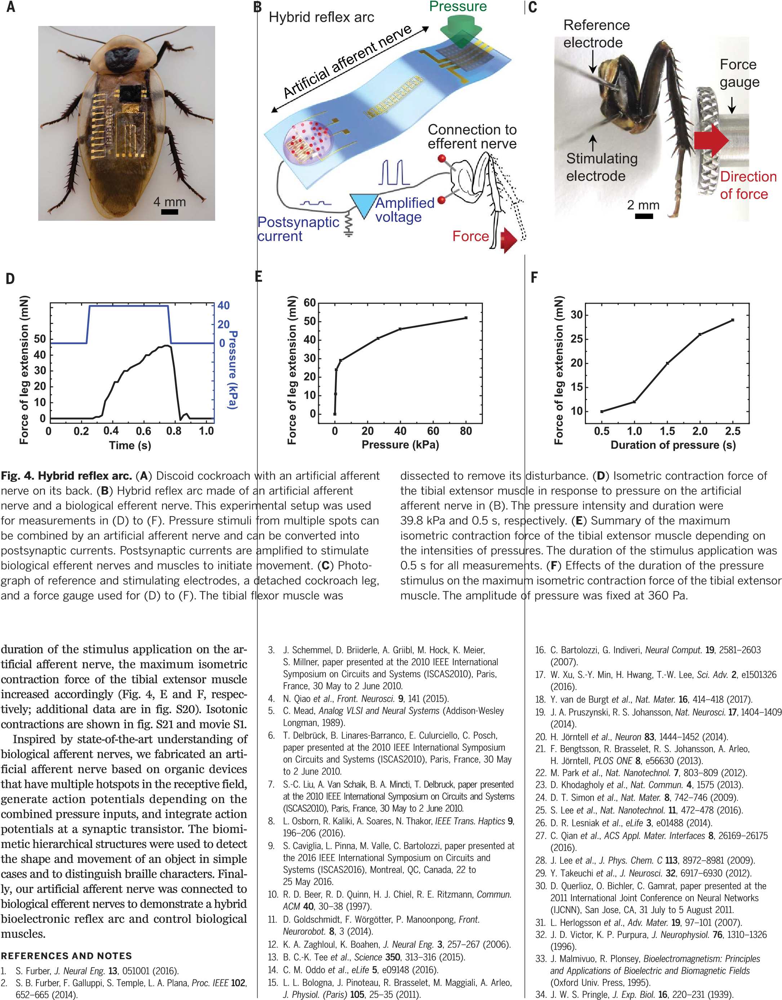 A
4 mm
B
Hybrid reflex arc
Pressure
Artificial afferent nerve
Connection to
efferent nerve
Amplified
voltage
Postsynaptic
current
Force
C
Reference
electrode
Force
gauge
Stimulating
electrode
Direction
of force
2 mm
D
Force of leg extension (mN)
50
40
30
20
10
0
40
20
0
Pressure (kPa)
0 0.2 0.4 0.6 0.8 1.0
Time (s)
E
Force of leg extension (mN)
60
50
40
30
20
10
0
0 20 40 60 80
Pressure (kPa)
F
Force of leg extension (mN)
30
25
20
15
10
0.5 1.0 1.5 2.0 2.5
Duration of pressure (s)
Fig. 4. Hybrid reflex arc. (A) Discoid cockroach with an artificial afferent
nerve on its back. (B) Hybrid reflex arc made of an artificial afferent
nerve and a biological efferent nerve. This experimental setup was used
for measurements in (D) to (F). Pressure stimuli from multiple spots can
be combined by an artificial afferent nerve and can be converted into
postsynaptic currents. Postsynaptic currents are amplified to stimulate
biological efferent nerves and muscles to initiate movement. (C) Photo-
graph of reference and stimulating electrodes, a detached cockroach leg,
and a force gauge used for (D) to (F). The tibial flexor muscle was
dissected to remove its disturbance. (D) Isometric contraction force of
the tibial extensor muscle in response to pressure on the artificial
afferent nerve in (B). The pressure intensity and duration were
39.8 kPa and 0.5 s, respectively. (E) Summary of the maximum
isometric contraction force of the tibial extensor muscle depending on
the intensities of pressures. The duration of the stimulus application was
0.5 s for all measurements. (F) Effects of the duration of the pressure
stimulus on the maximum isometric contraction force of the tibial extensor
muscle. The amplitude of pressure was fixed at 360 Pa.
duration of the stimulus application on the ar-
tificial afferent nerve, the maximum isometric
contraction force of the tibial extensor muscle
increased accordingly (Fig. 4, E and F, respec-
tively; additional data are in fig. S20). Isotonic
contractions are shown in fig. S21 and movie S1.
Inspired by state-of-the-art understanding of
biological afferent nerves, we fabricated an arti-
ficial afferent nerve based on organic devices
that have multiple hotspots in the receptive field,
generate action potentials depending on the
combined pressure inputs, and integrate action
potentials at a synaptic transistor. The biomi-
metic hierarchical structures were used to detect
the shape and movement of an object in simple
cases and to distinguish braille characters. Final-
ly, our artificial afferent nerve was connected to
biological efferent nerves to demonstrate a hybrid
bioelectronic reflex arc and control biological
muscles.
REFERENCES AND NOTES
1. S. Furber, J. Neural Eng. 13, 051001 (2016).
2. S. B. Furber, F. Galluppi, S. Temple, L. A. Plana, Proc. IEEE 102,
652–665 (2014).
3. J. Schemmel, D. Briiderle, A. Griibl, M. Hock, K. Meier,
S. Millner, paper presented at the 2010 IEEE International
Symposium on Circuits and Systems (ISCAS2010), Paris,
France, 30 May to 2 June 2010.
4. N. Qiao et al., Front. Neurosci. 9, 141 (2015).
5. C. Mead, Analog VLSI and Neural Systems (Addison-Wesley
Longman, 1989).
6. T. Delbrück, B. Linares-Barranco, E. Culurciello, C. Posch,
paper presented at the 2010 IEEE International Symposium
on Circuits and Systems (ISCAS2010), Paris, France, 30 May
to 2 June 2010.
7. S.-C. Liu, A. Van Schaik, B. A. Mincti, T. Delbruck, paper presented
at the 2010 IEEE International Symposium on Circuits and Systems
(ISCAS2010), Paris, France, 30 May to 2 June 2010.
8. L. Osborn, R. Kaliki, A. Soares, N. Thakor, IEEE Trans. Haptics 9,
196–206 (2016).
9. S. Caviglia, L. Pinna, M. Valle, C. Bartolozzi, paper presented at
the 2016 IEEE International Symposium on Circuits and
Systems (ISCAS2016), Montreal, QC, Canada, 22 to
25 May 2016.
10. R. D. Beer, R. D. Quinn, H. J. Chiel, R. E. Ritzmann, Commun.
ACM 40, 30–38 (1997).
11. D. Goldschmidt, F. Wörgötter, P. Manoonpong, Front.
Neurorobot. 8, 3 (2014).
12. K. A. Zaghloul, K. Boahen, J. Neural Eng. 3, 257–267 (2006).
13. B. C.-K. Tee et al., Science 350, 313–316 (2015).
14. C. M. Oddo et al., eLife 5, e09148 (2016).
15. L. L. Bologna, J. Pinoteau, R. Brasselet, M. Maggiali, A. Arleo,
J. Physiol. (Paris) 105, 25–35 (2011).
16. C. Bartolozzi, G. Indiveri, Neural Comput. 19, 2581–2603
(2007).
17. W. Xu, S.-Y. Min, H. Hwang, T.-W. Lee, Sci. Adv. 2, e1501326
(2016).
18. Y. van de Burgt et al., Nat. Mater. 16, 414–418 (2017).
19. J. A. Pruszynski, R. S. Johansson, Nat. Neurosci. 17, 1404–1409
(2014).
20. H. Jörntell et al., Neuron 83, 1444–1452 (2014).
21. F. Bengtsson, R. Brasselet, R. S. Johansson, A. Arleo,
H. Jörntell, PLOS ONE 8, e56630 (2013).
22. M. Park et al., Nat. Nanotechnol. 7, 803–809 (2012).
23. D. Khodagholy et al., Nat. Commun. 4, 1575 (2013).
24. D. T. Simon et al., Nat. Mater. 8, 742–746 (2009).
25. S. Lee et al., Nat. Nanotechnol. 11, 472–478 (2016).
26. D. R. Lesniak et al., eLife 3, e01488 (2014).
27. C. Qian et al., ACS Appl. Mater. Interfaces 8, 26169–26175
(2016).
28. J. Lee et al., J. Phys. Chem. C 113, 8972–8981 (2009).
29. Y. Takeuchi et al., J. Neurosci. 32, 6917–6930 (2012).
30. D. Querlioz, O. Bichler, C. Gamrat, paper presented at the
2011 International Joint Conference on Neural Networks
(IJCNN), San Jose, CA, 31 July to 5 August 2011.
31. L. Herlogsson et al., Adv. Mater. 19, 97–101 (2007).
32. J. D. Victor, K. P. Purpura, J. Neurophysiol. 76, 1310–1326
(1996).
33. J. Malmivuo, R. Plonsey, Bioelectromagnetism: Principles
and Applications of Bioelectric and Biomagnetic Fields
(Oxford Univ. Press, 1995).
34. J. W. S. Pringle, J. Exp. Biol. 16, 220–231 (1939).